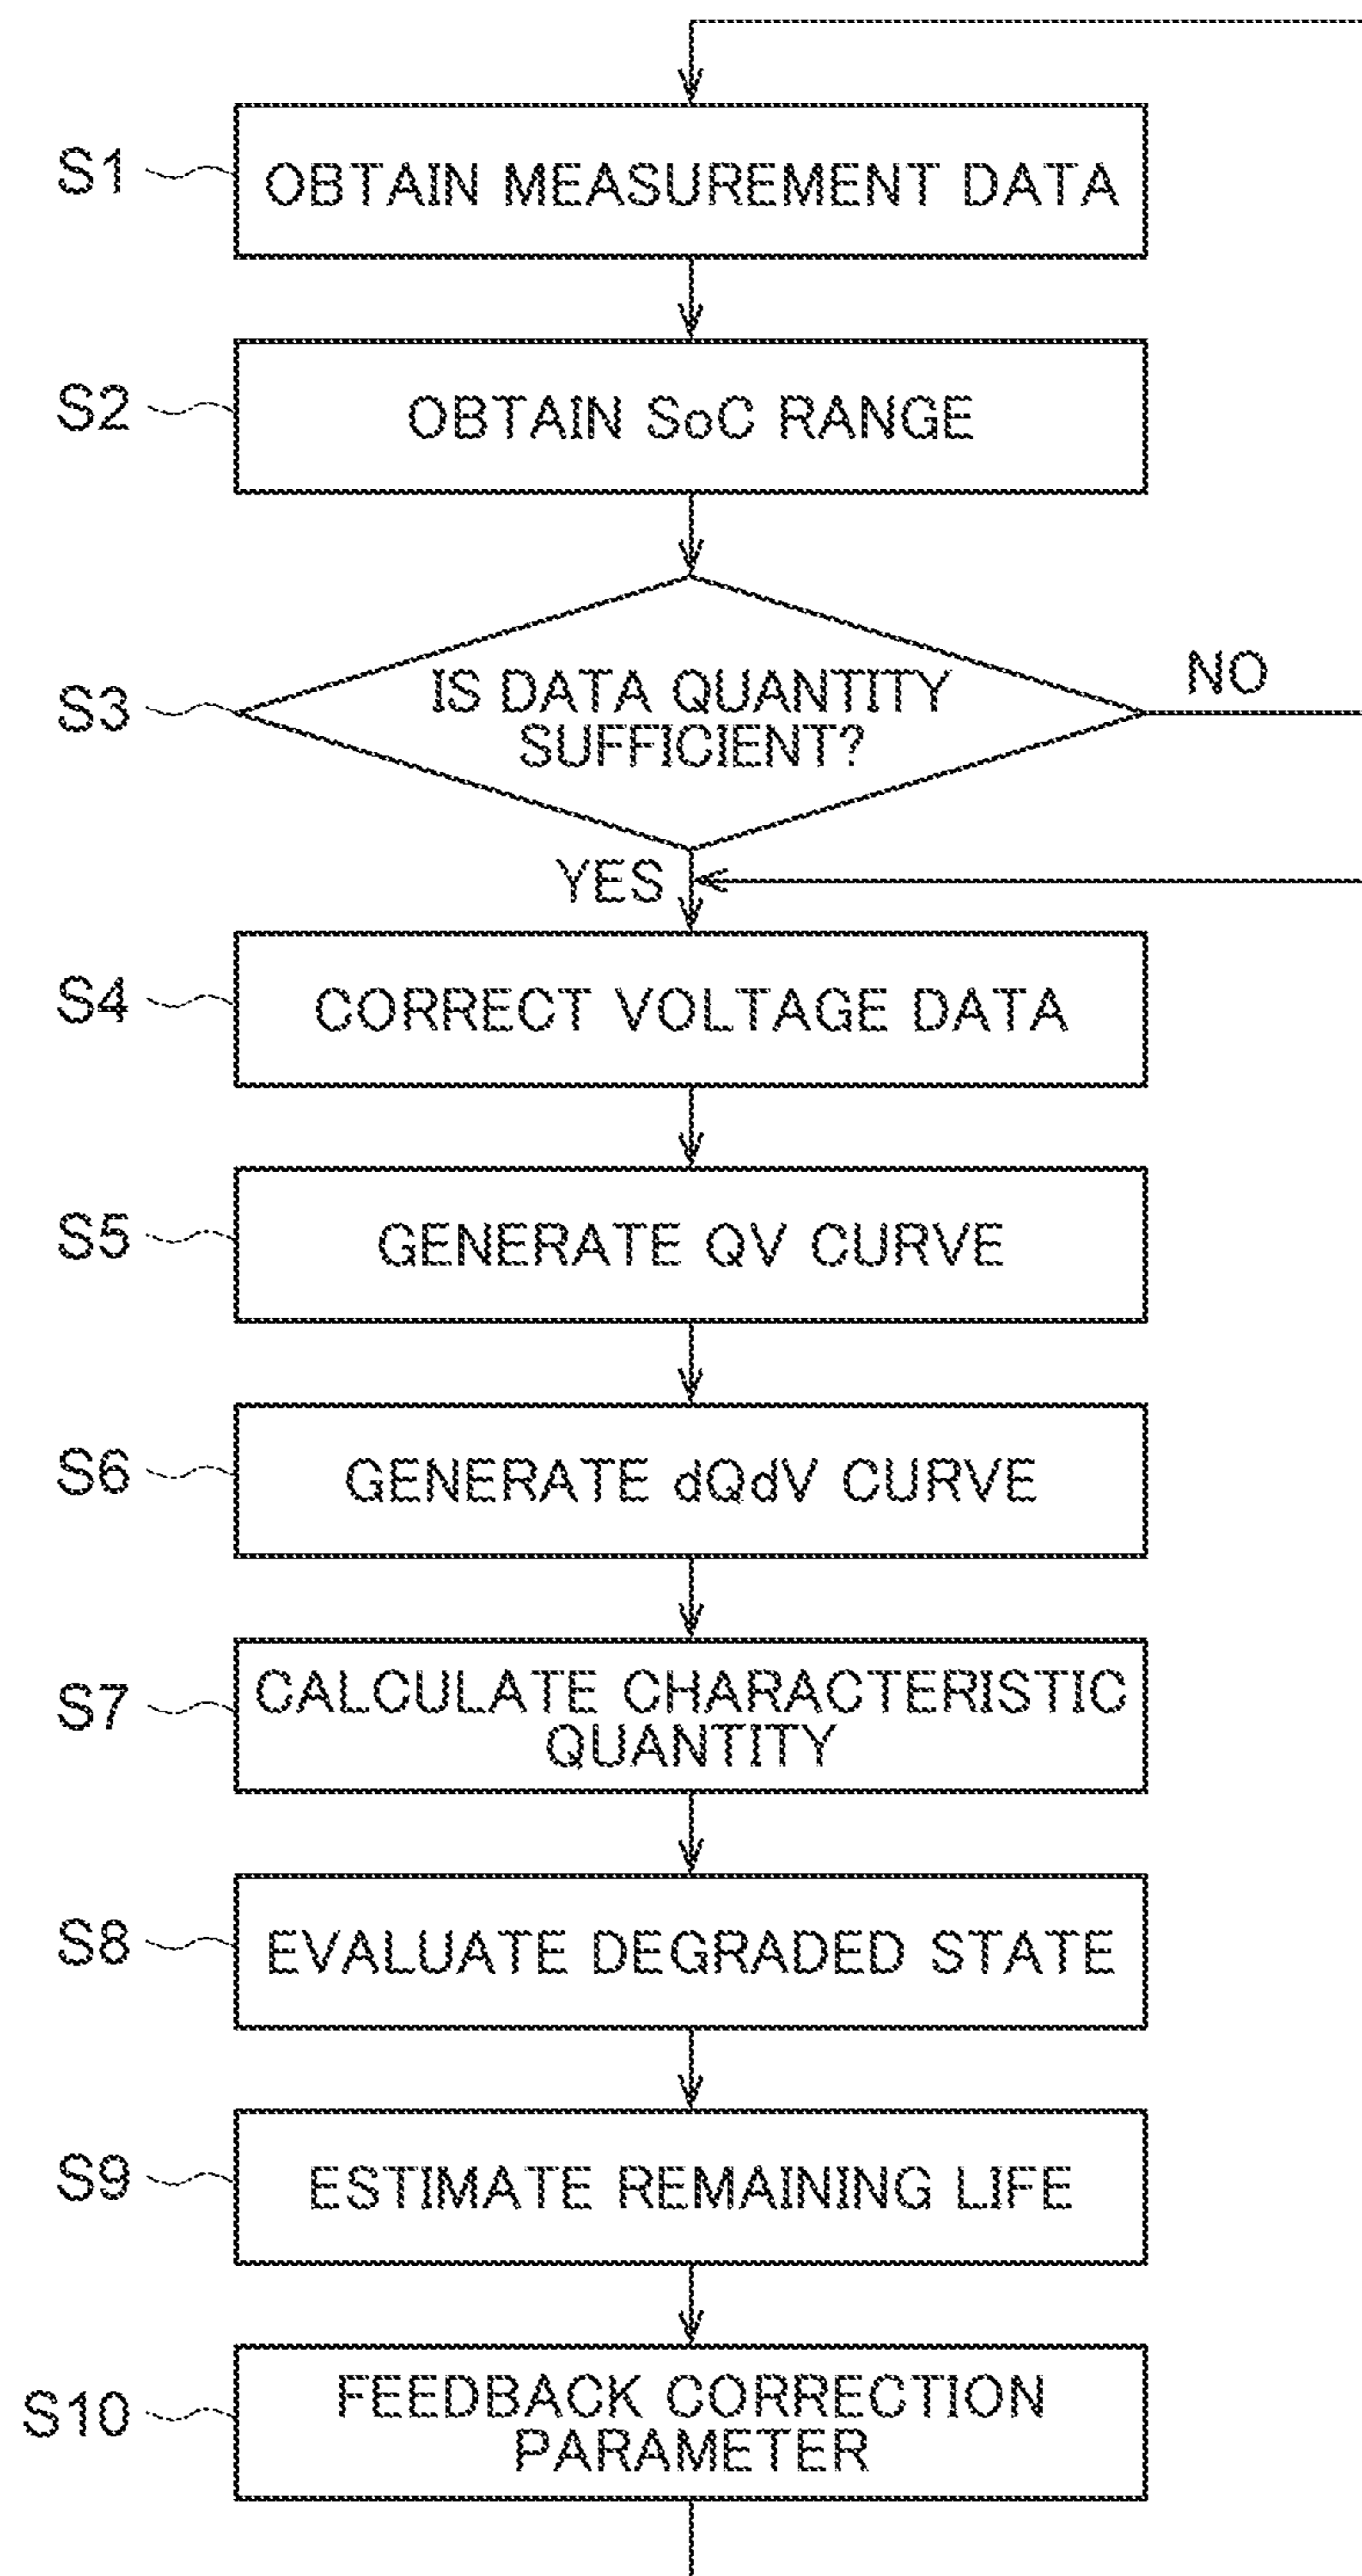 S1
OBTAIN MEASUREMENT DATA
S2
OBTAIN SoC RANGE
S3
IS DATA QUANTITY
SUFFICIENT?
NO
YES
S4
CORRECT VOLTAGE DATA
S5
GENERATE QV CURVE
S6
GENERATE dQdV CURVE
S7
CALCULATE CHARACTERISTIC
QUANTITY
S8
EVALUATE DEGRADED STATE
S9
ESTIMATE REMAINING LIFE
S10
FEEDBACK CORRECTION
PARAMETER